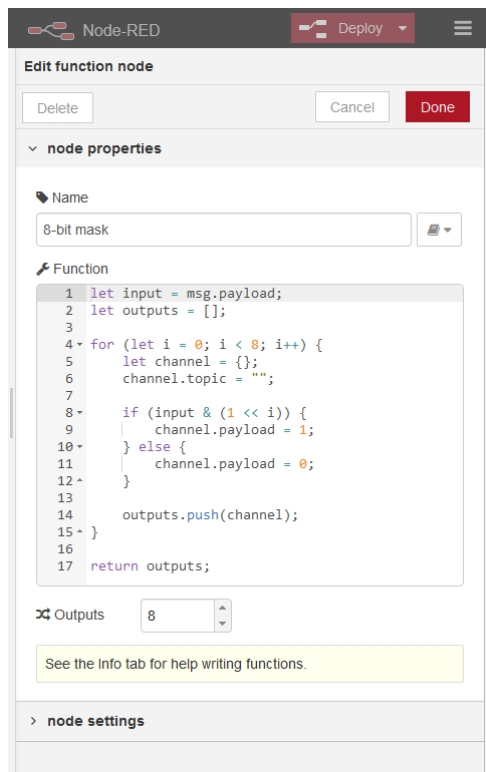 Node-RED
Deploy
Edit function node
Delete
Cancel
Done
node properties
Name
8-bit mask
Function
1 let input = msg.payload;
2 let outputs = [];
3
4 for (let i = 0; i < 8; i++) {
5     let channel = {};
6     channel.topic = "";
7
8     if (input & (1 << i)) {
9         channel.payload = 1;
10     } else {
11         channel.payload = 0;
12     }
13
14     outputs.push(channel);
15 }
16
17 return outputs;
Outputs
8
See the Info tab for help writing functions.
node settings